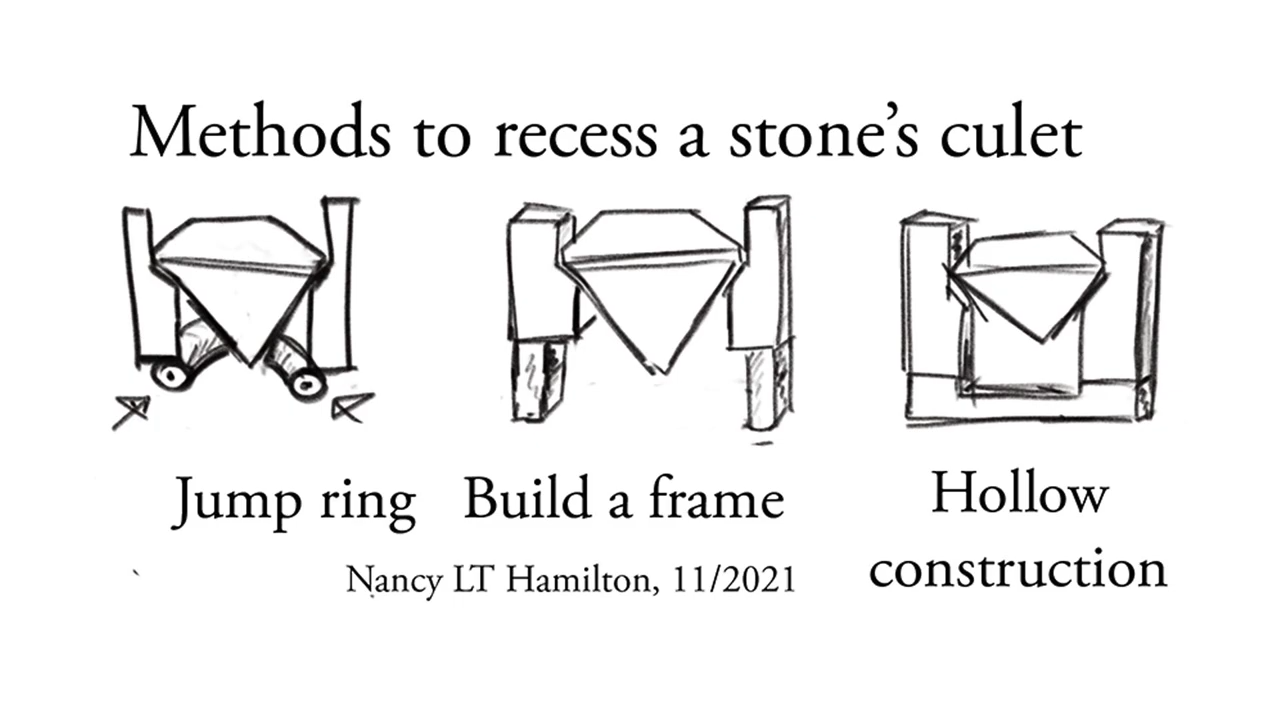 Methods to recess a stone’s culet
Jump ring
Build a frame
Hollow
construction
Nancy LT Hamilton, 11/2021